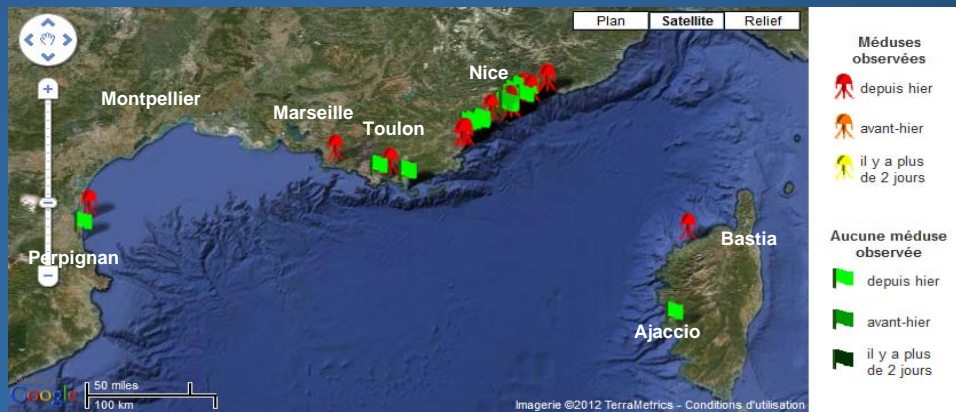 Plan
Satellite
Relief
Nice
Montpellier
Marseille
Toulon
Perpignan
Bastia
Ajaccio
50 miles
100 km
Google
Imagerie ©2012 TerraMetrics - Conditions d'utilisation
Méduses
observées
depuis hier
avant-hier
il y a plus
de 2 jours
Aucune méduse
observée
depuis hier
avant-hier
il y a plus
de 2 jours